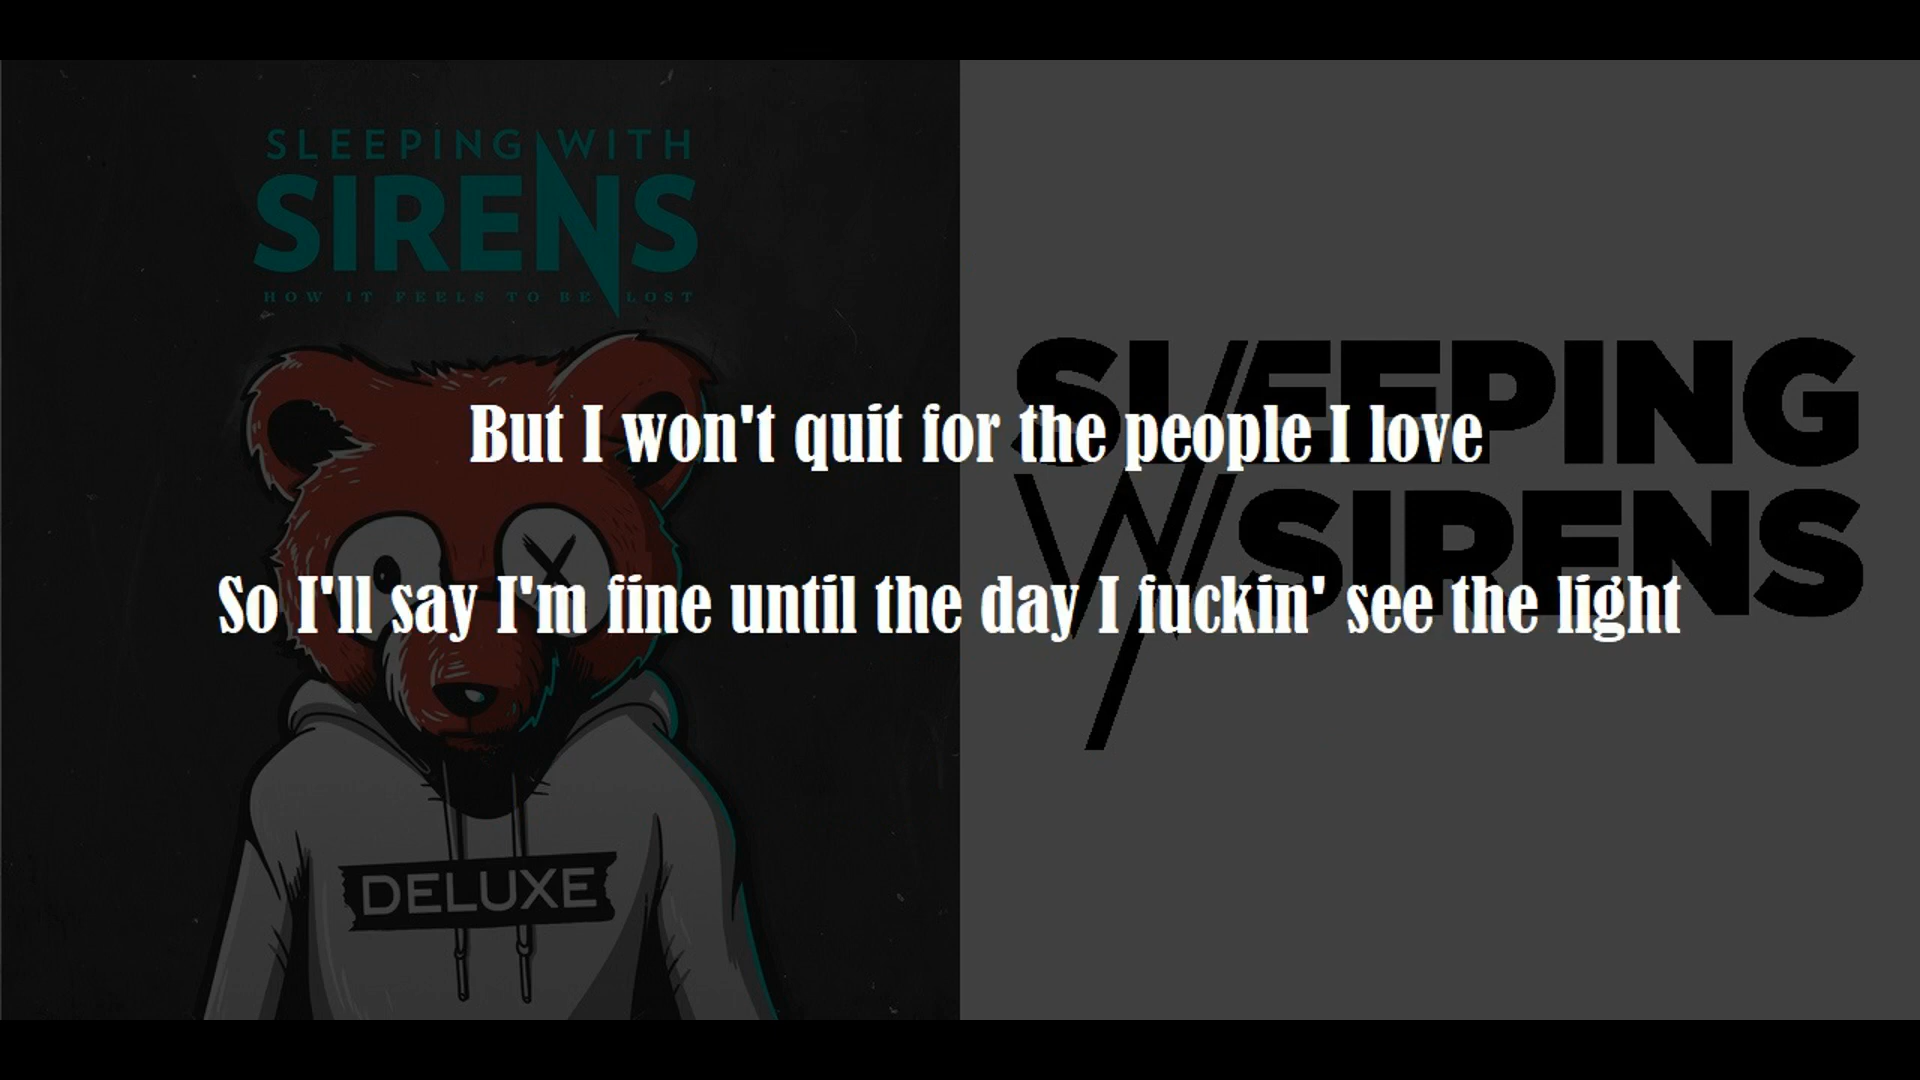 SLEEPING WITH
SIRENS
HOW IT FEELS TO BE LOST
SLEEPING
W SIRENS
But I won't quit for the people I love
So I'll say I'm fine until the day I fuckin' see the light
DELUXE